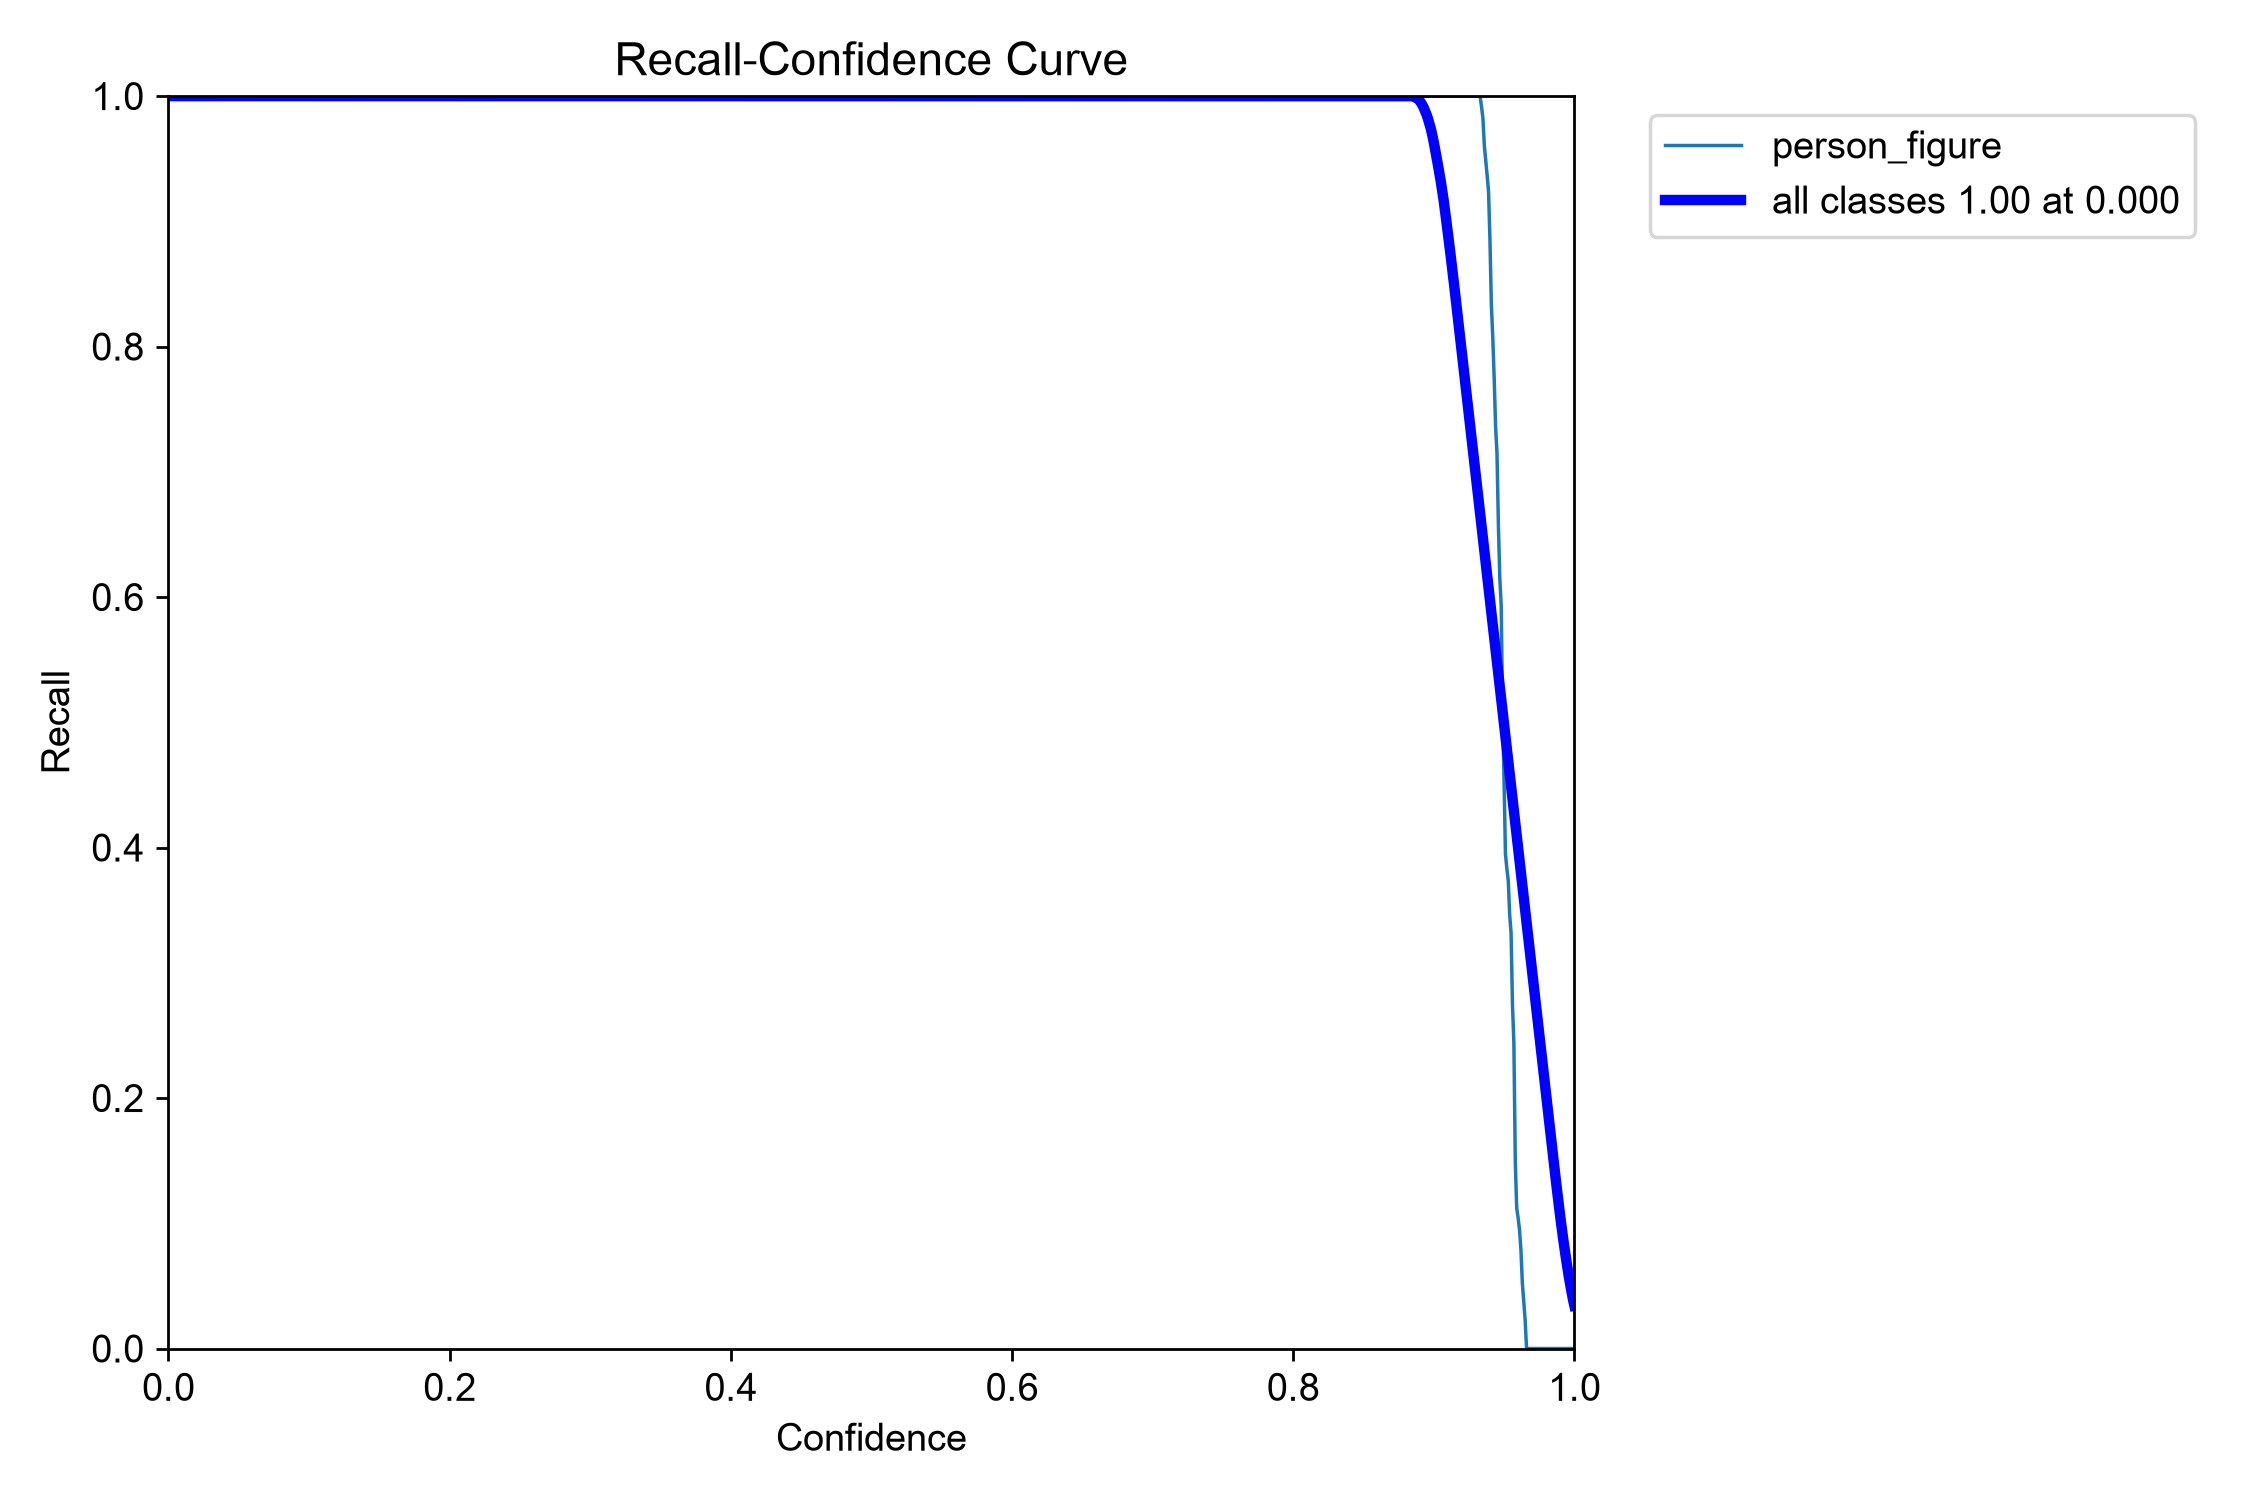 Recall-Confidence Curve
person_figure
all classes 1.00 at 0.000
1.0
0.8
0.6
0.4
0.2
0.0
Recall
0.0 0.2 0.4 0.6 0.8 1.0
Confidence